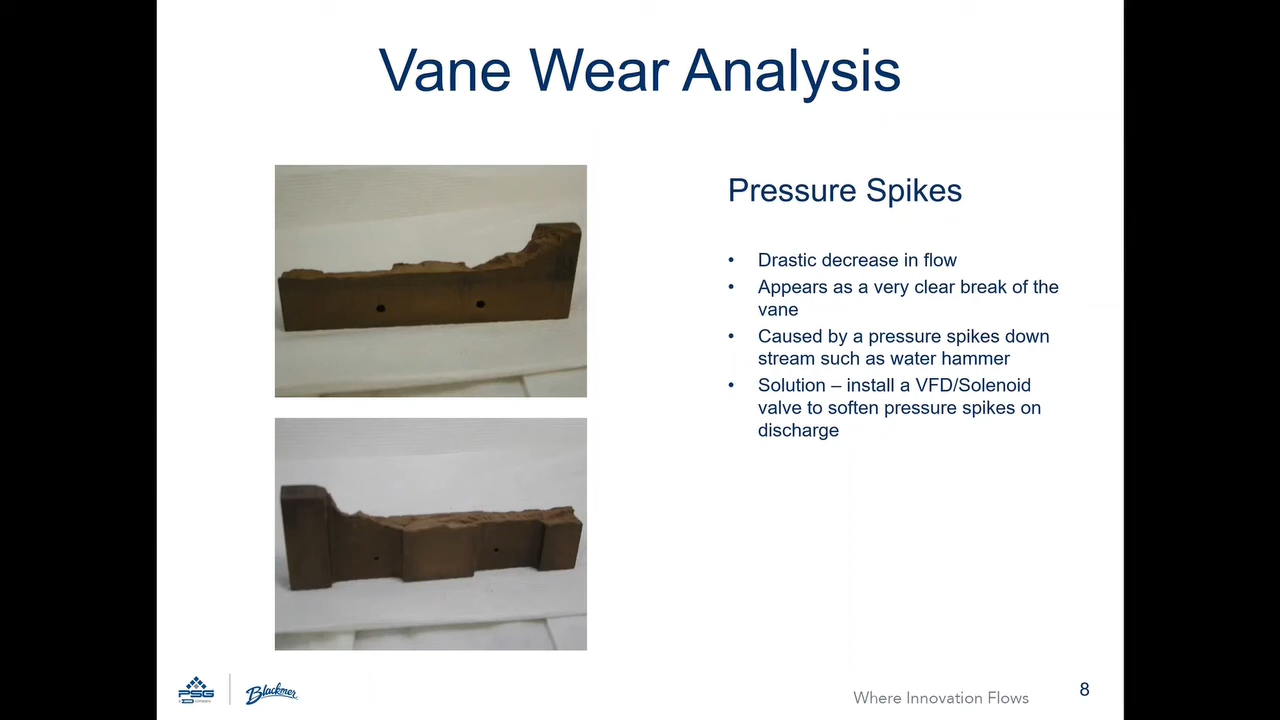 Vane Wear Analysis
Pressure Spikes
• Drastic decrease in flow
• Appears as a very clear break of the
vane
• Caused by a pressure spikes down
stream such as water hammer
• Solution – install a VFD/Solenoid
valve to soften pressure spikes on
discharge
PSG
a D company
Blackmer
Where Innovation Flows
8